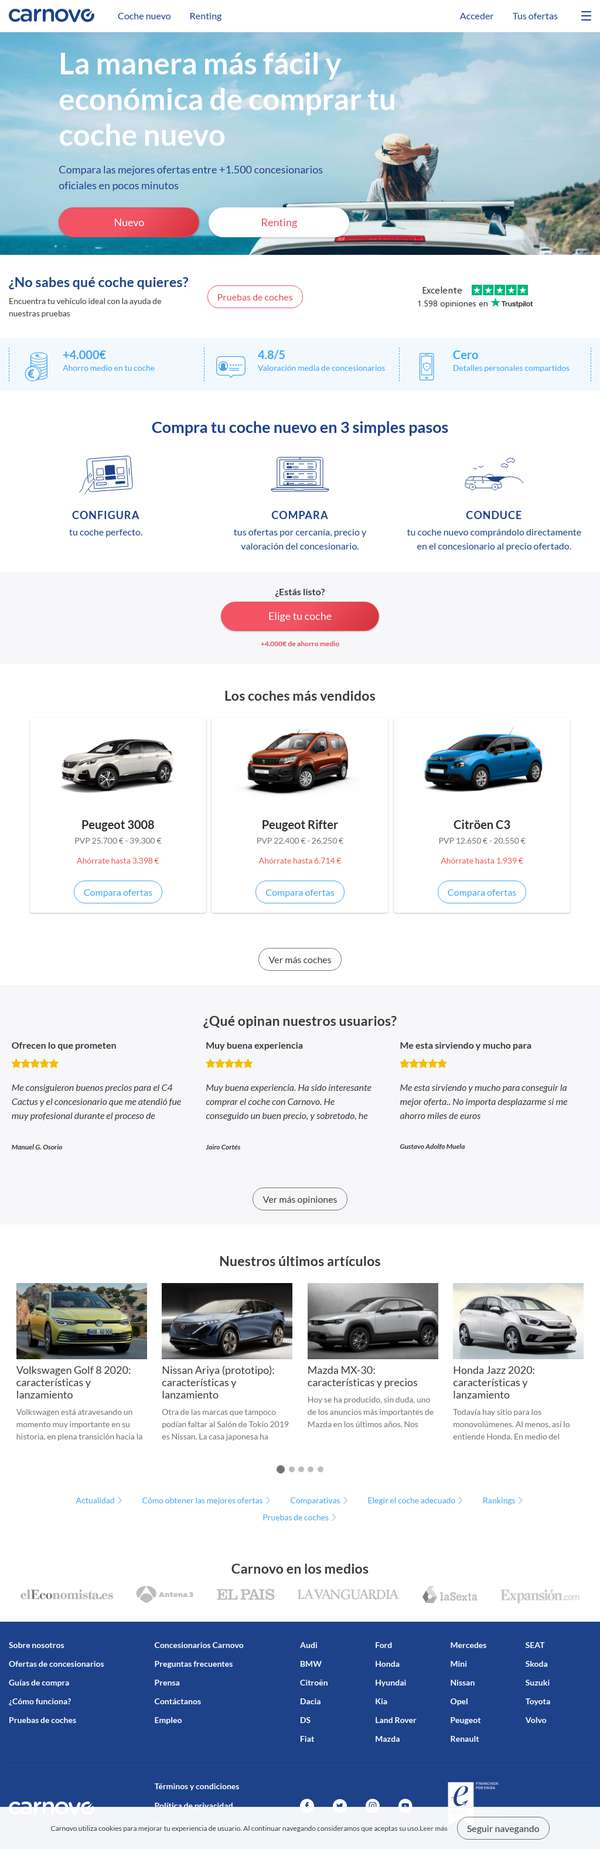 carnovo
Coche nuevo
Renting
Acceder
Tus ofertas
La manera más fácil y
económica de comprar tu
coche nuevo
Compara las mejores ofertas entre +1.500 concesionarios
oficiales en pocos minutos
Nuevo
Renting
¿No sabes qué coche quieres?
Encuentra tu vehículo ideal con la ayuda de
nuestras pruebas
Pruebas de coches
Excelente
1 598 opiniones en Trustpilot
+4.000€
Ahorro medio en tu coche
4.8/5
Valoración media de concesionarios
Cero
Detalles personales compartidos
Compra tu coche nuevo en 3 simples pasos
CONFIGURA
tu coche perfecto.
COMPARA
tus ofertas por cercanía, precio y
valoración del concesionario.
CONDUCE
tu coche nuevo comprándolo directamente
en el concesionario al precio ofertado.
¿Estás listo?
Elige tu coche
+4.000€ de ahorro medio
Los coches más vendidos
Peugeot 3008
PVP 25.700 € - 39.300 €
Ahórrate hasta 3.398 €
Compara ofertas
Peugeot Rifter
PVP 22.400 € - 26.250 €
Ahórrate hasta 6.714 €
Compara ofertas
Citröen C3
PVP 12.650 € - 20.550 €
Ahórrate hasta 1.939 €
Compara ofertas
Ver más coches
¿Qué opinan nuestros usuarios?
Ofrecen lo que prometen
Me consiguieron buenos precios para el C4
Cactus y el concesionario que me atendió fue
muy profesional durante el proceso de
Manuel G. Osorio
Muy buena experiencia
Muy buena experiencia. Ha sido interesante
comprar el coche con Carnovo. He
conseguido un buen precio, y sobretodo, he
Jairo Cortés
Me esta sirviendo y mucho para
Me esta sirviendo y mucho para conseguir la
mejor oferta.. No importa desplazarme si me
ahorro miles de euros
Gustavo Adolfo Muela
Ver más opiniones
Nuestros últimos artículos
Volkswagen Golf 8 2020:
características y
lanzamiento
Volkswagen está atravesando un
momento muy importante en su
historia, en plena transición hacia la
Nissan Ariya (prototipo):
características y
lanzamiento
Otra de las marcas que tampoco
podían faltar al Salón de Tokio 2019
es Nissan. La casa japonesa ha
Mazda MX-30:
características y precios
Hoy se ha producido, sin duda, uno
de los anuncios más importantes de
Mazda en los últimos años. Nos
Honda Jazz 2020:
características y
lanzamiento
Todavía hay sitio para los
monovolúmenes. Al menos, así lo
entiende Honda. En medio del
Actualidad
Cómo obtener las mejores ofertas
Comparativas
Elegir el coche adecuado
Rankings
Pruebas de coches
Carnovo en los medios
elEconomista.es
Antena 3
EL PAIS
LA VANGUARDIA
laSexta
Expansión.com
Sobre nosotros
Ofertas de concesionarios
Guías de compra
¿Cómo funciona?
Pruebas de coches
Concesionarios Carnovo
Preguntas frecuentes
Prensa
Contáctanos
Empleo
Audi
BMW
Citroën
Dacia
DS
Fiat
Ford
Honda
Hyundai
Kia
Land Rover
Mazda
Mercedes
Mini
Nissan
Opel
Peugeot
Renault
SEAT
Skoda
Suzuki
Toyota
Volvo
carnovo
Términos y condiciones
Política de privacidad
e
FINANCIADA
POR ENISA
Carnovo utiliza cookies para mejorar tu experiencia de usuario. Al continuar navegando consideramos que aceptas su uso.Leer más
Seguir navegando